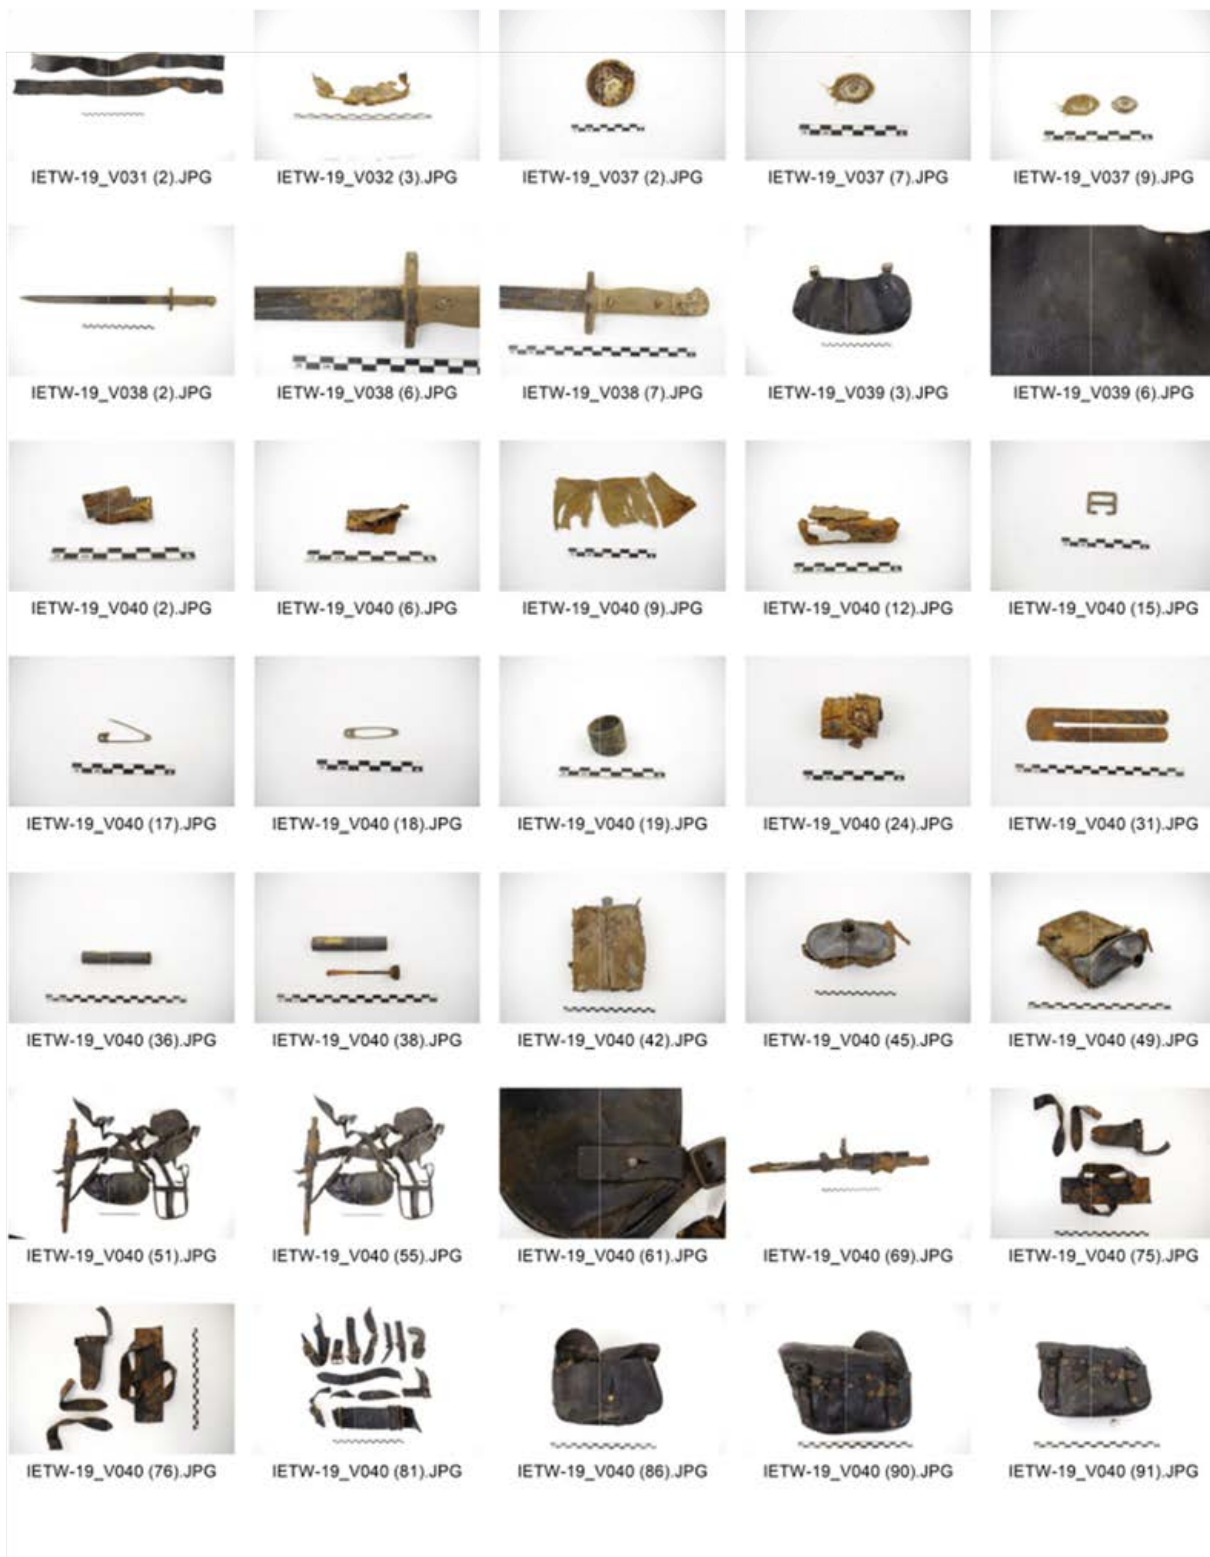 IETW-19_V031 (2).JPG IETW-19_V032 (3).JPG IETW-19_V037 (2).JPG IETW-19_V037 (7).JPG IETW-19_V037 (9).JPG
IETW-19_V038 (2).JPG IETW-19_V038 (6).JPG IETW-19_V038 (7).JPG IETW-19_V039 (3).JPG IETW-19_V039 (6).JPG
IETW-19_V040 (2).JPG IETW-19_V040 (6).JPG IETW-19_V040 (9).JPG IETW-19_V040 (12).JPG IETW-19_V040 (15).JPG
IETW-19_V040 (17).JPG IETW-19_V040 (18).JPG IETW-19_V040 (19).JPG IETW-19_V040 (24).JPG IETW-19_V040 (31).JPG
IETW-19_V040 (36).JPG IETW-19_V040 (38).JPG IETW-19_V040 (42).JPG IETW-19_V040 (45).JPG IETW-19_V040 (49).JPG
IETW-19_V040 (51).JPG IETW-19_V040 (55).JPG IETW-19_V040 (61).JPG IETW-19_V040 (69).JPG IETW-19_V040 (75).JPG
IETW-19_V040 (76).JPG IETW-19_V040 (81).JPG IETW-19_V040 (86).JPG IETW-19_V040 (90).JPG IETW-19_V040 (91).JPG